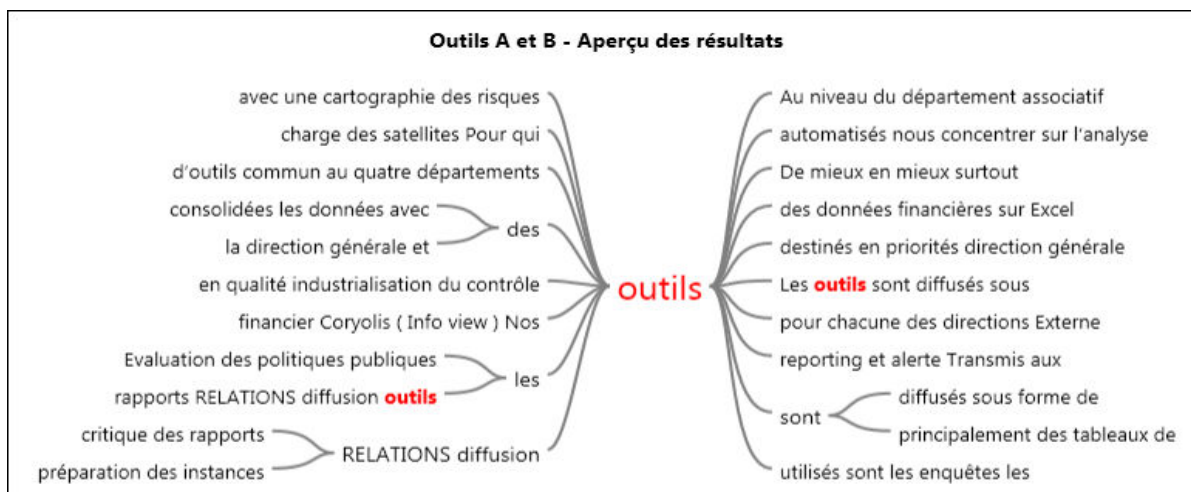 Outils A et B - Aperçu des résultats
avec une cartographie des risques
charge des satellites Pour qui
d'outils commun au quatre départements
consolidées les données avec
la direction générale et
des
en qualité industrialisation du contrôle
financier Coryolis ( Info view ) Nos
Evaluation des politiques publiques
rapports RELATIONS diffusion outils
les
critique des rapports
préparation des instances
RELATIONS diffusion
outils
Au niveau du département associatif
automatisés nous concentrer sur l'analyse
De mieux en mieux surtout
des données financières sur Excel
destinés en priorités direction générale
Les outils sont diffusés sous
pour chacune des directions Externe
reporting et alerte Transmis aux
sont
diffusés sous forme de
principalement des tableaux de
utilisés sont les enquêtes les